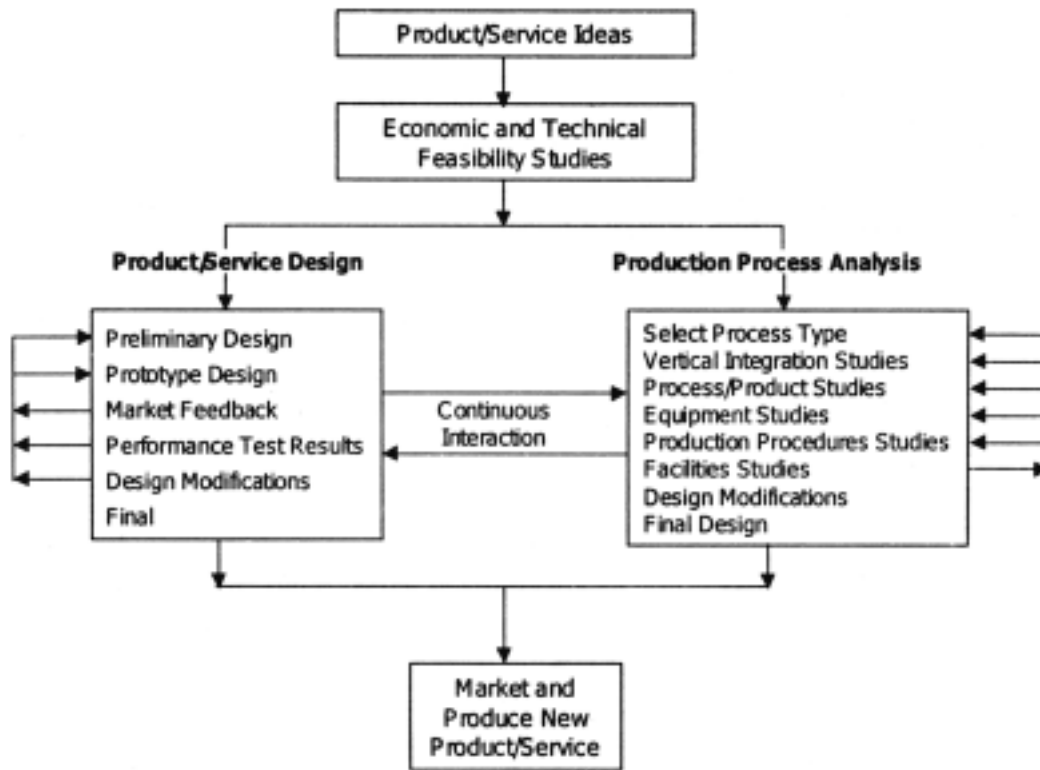 Product/Service Ideas
Economic and Technical
Feasibility Studies
Product/Service Design
Production Process Analysis
Preliminary Design
Prototype Design
Market Feedback
Performance Test Results
Design Modifications
Final
Continuous
Interaction
Select Process Type
Vertical Integration Studies
Process/Product Studies
Equipment Studies
Production Procedures Studies
Facilities Studies
Design Modifications
Final Design
Market and
Produce New
Product/Service